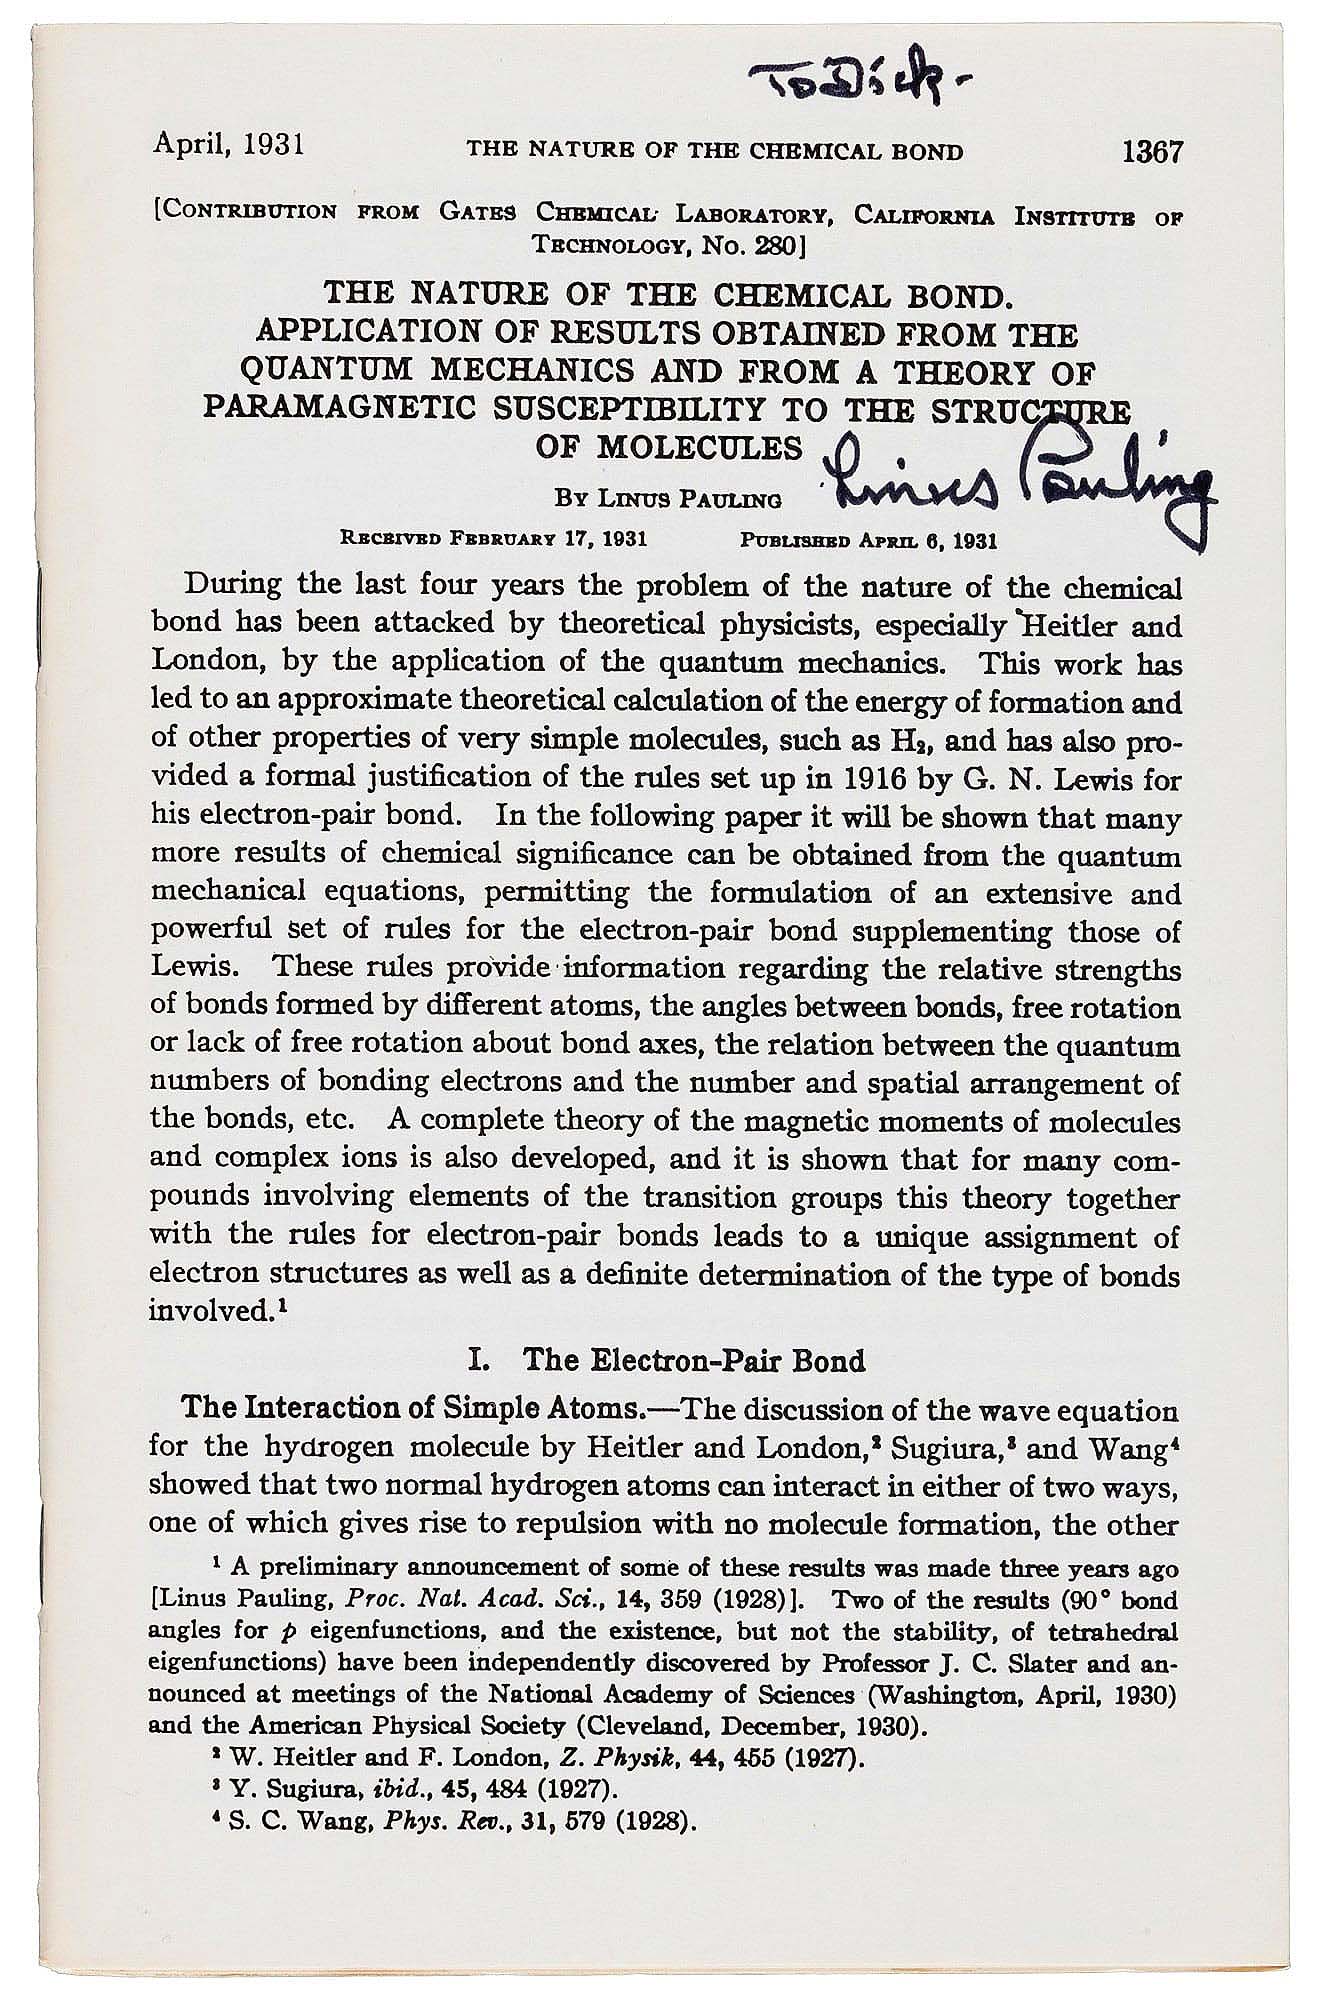 To Dick-
April, 1931 THE NATURE OF THE CHEMICAL BOND 1367
[CONTRIBUTION FROM GATES CHEMICAL LABORATORY, CALIFORNIA INSTITUTE OF
TECHNOLOGY, NO. 280]
THE NATURE OF THE CHEMICAL BOND.
APPLICATION OF RESULTS OBTAINED FROM THE
QUANTUM MECHANICS AND FROM A THEORY OF
PARAMAGNETIC SUSCEPTIBILITY TO THE STRUCTURE
OF MOLECULES
Linus Pauling
BY LINUS PAULING
RECEIVED FEBRUARY 17, 1931 PUBLISHED APRIL 6, 1931
During the last four years the problem of the nature of the chemical
bond has been attacked by theoretical physicists, especially Heitler and
London, by the application of the quantum mechanics. This work has
led to an approximate theoretical calculation of the energy of formation and
of other properties of very simple molecules, such as H₂, and has also pro-
vided a formal justification of the rules set up in 1916 by G. N. Lewis for
his electron-pair bond. In the following paper it will be shown that many
more results of chemical significance can be obtained from the quantum
mechanical equations, permitting the formulation of an extensive and
powerful set of rules for the electron-pair bond supplementing those of
Lewis. These rules provide information regarding the relative strengths
of bonds formed by different atoms, the angles between bonds, free rotation
or lack of free rotation about bond axes, the relation between the quantum
numbers of bonding electrons and the number and spatial arrangement of
the bonds, etc. A complete theory of the magnetic moments of molecules
and complex ions is also developed, and it is shown that for many com-
pounds involving elements of the transition groups this theory together
with the rules for electron-pair bonds leads to a unique assignment of
electron structures as well as a definite determination of the type of bonds
involved.¹
I. The Electron-Pair Bond
The Interaction of Simple Atoms.—The discussion of the wave equation
for the hydrogen molecule by Heitler and London,² Sugiura,³ and Wang⁴
showed that two normal hydrogen atoms can interact in either of two ways,
one of which gives rise to repulsion with no molecule formation, the other
¹ A preliminary announcement of some of these results was made three years ago
[Linus Pauling, Proc. Nat. Acad. Sci., 14, 359 (1928)]. Two of the results (90° bond
angles for p eigenfunctions, and the existence, but not the stability, of tetrahedral
eigenfunctions) have been independently discovered by Professor J. C. Slater and an-
nounced at meetings of the National Academy of Sciences (Washington, April, 1930)
and the American Physical Society (Cleveland, December, 1930).
² W. Heitler and F. London, Z. Physik, 44, 455 (1927).
³ Y. Sugiura, ibid., 45, 484 (1927).
⁴ S. C. Wang, Phys. Rev., 31, 579 (1928).